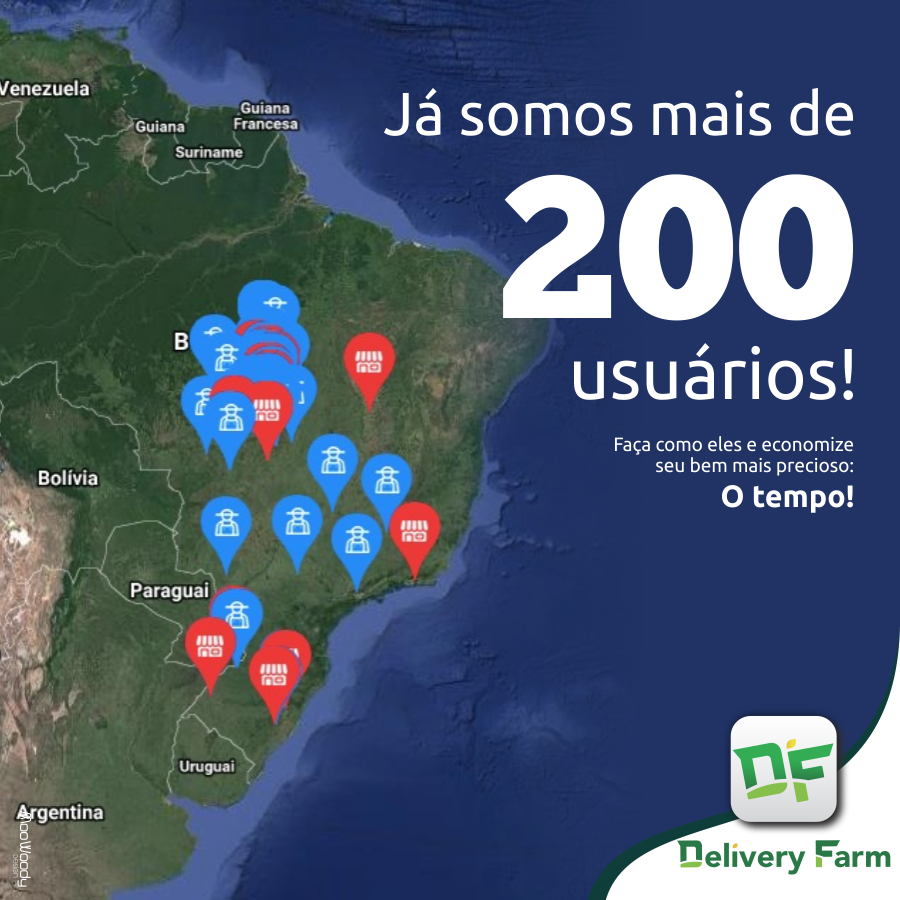 Já somos mais de
200
usuários!
Faça como eles e economize
seu bem mais precioso:
O tempo!
Venezuela
Guiana
Guiana
Francesa
Suriname
B
Bolívia
Paraguai
Uruguai
Argentina
DF
Delivery Farm